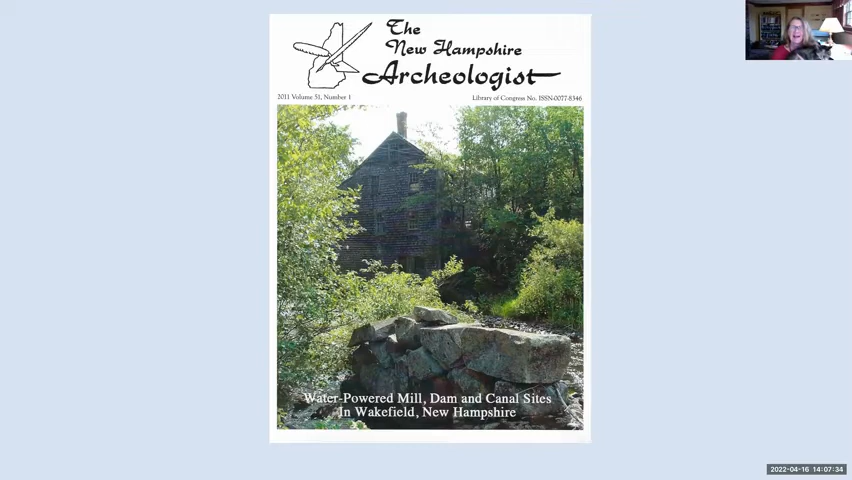 The
New Hampshire
Archeologist
2011 Volume 51, Number 1
Library of Congress No. ISSN-0077-8346
Water-Powered Mill, Dam and Canal Sites
In Wakefield, New Hampshire
2022-04-16 14:07:34